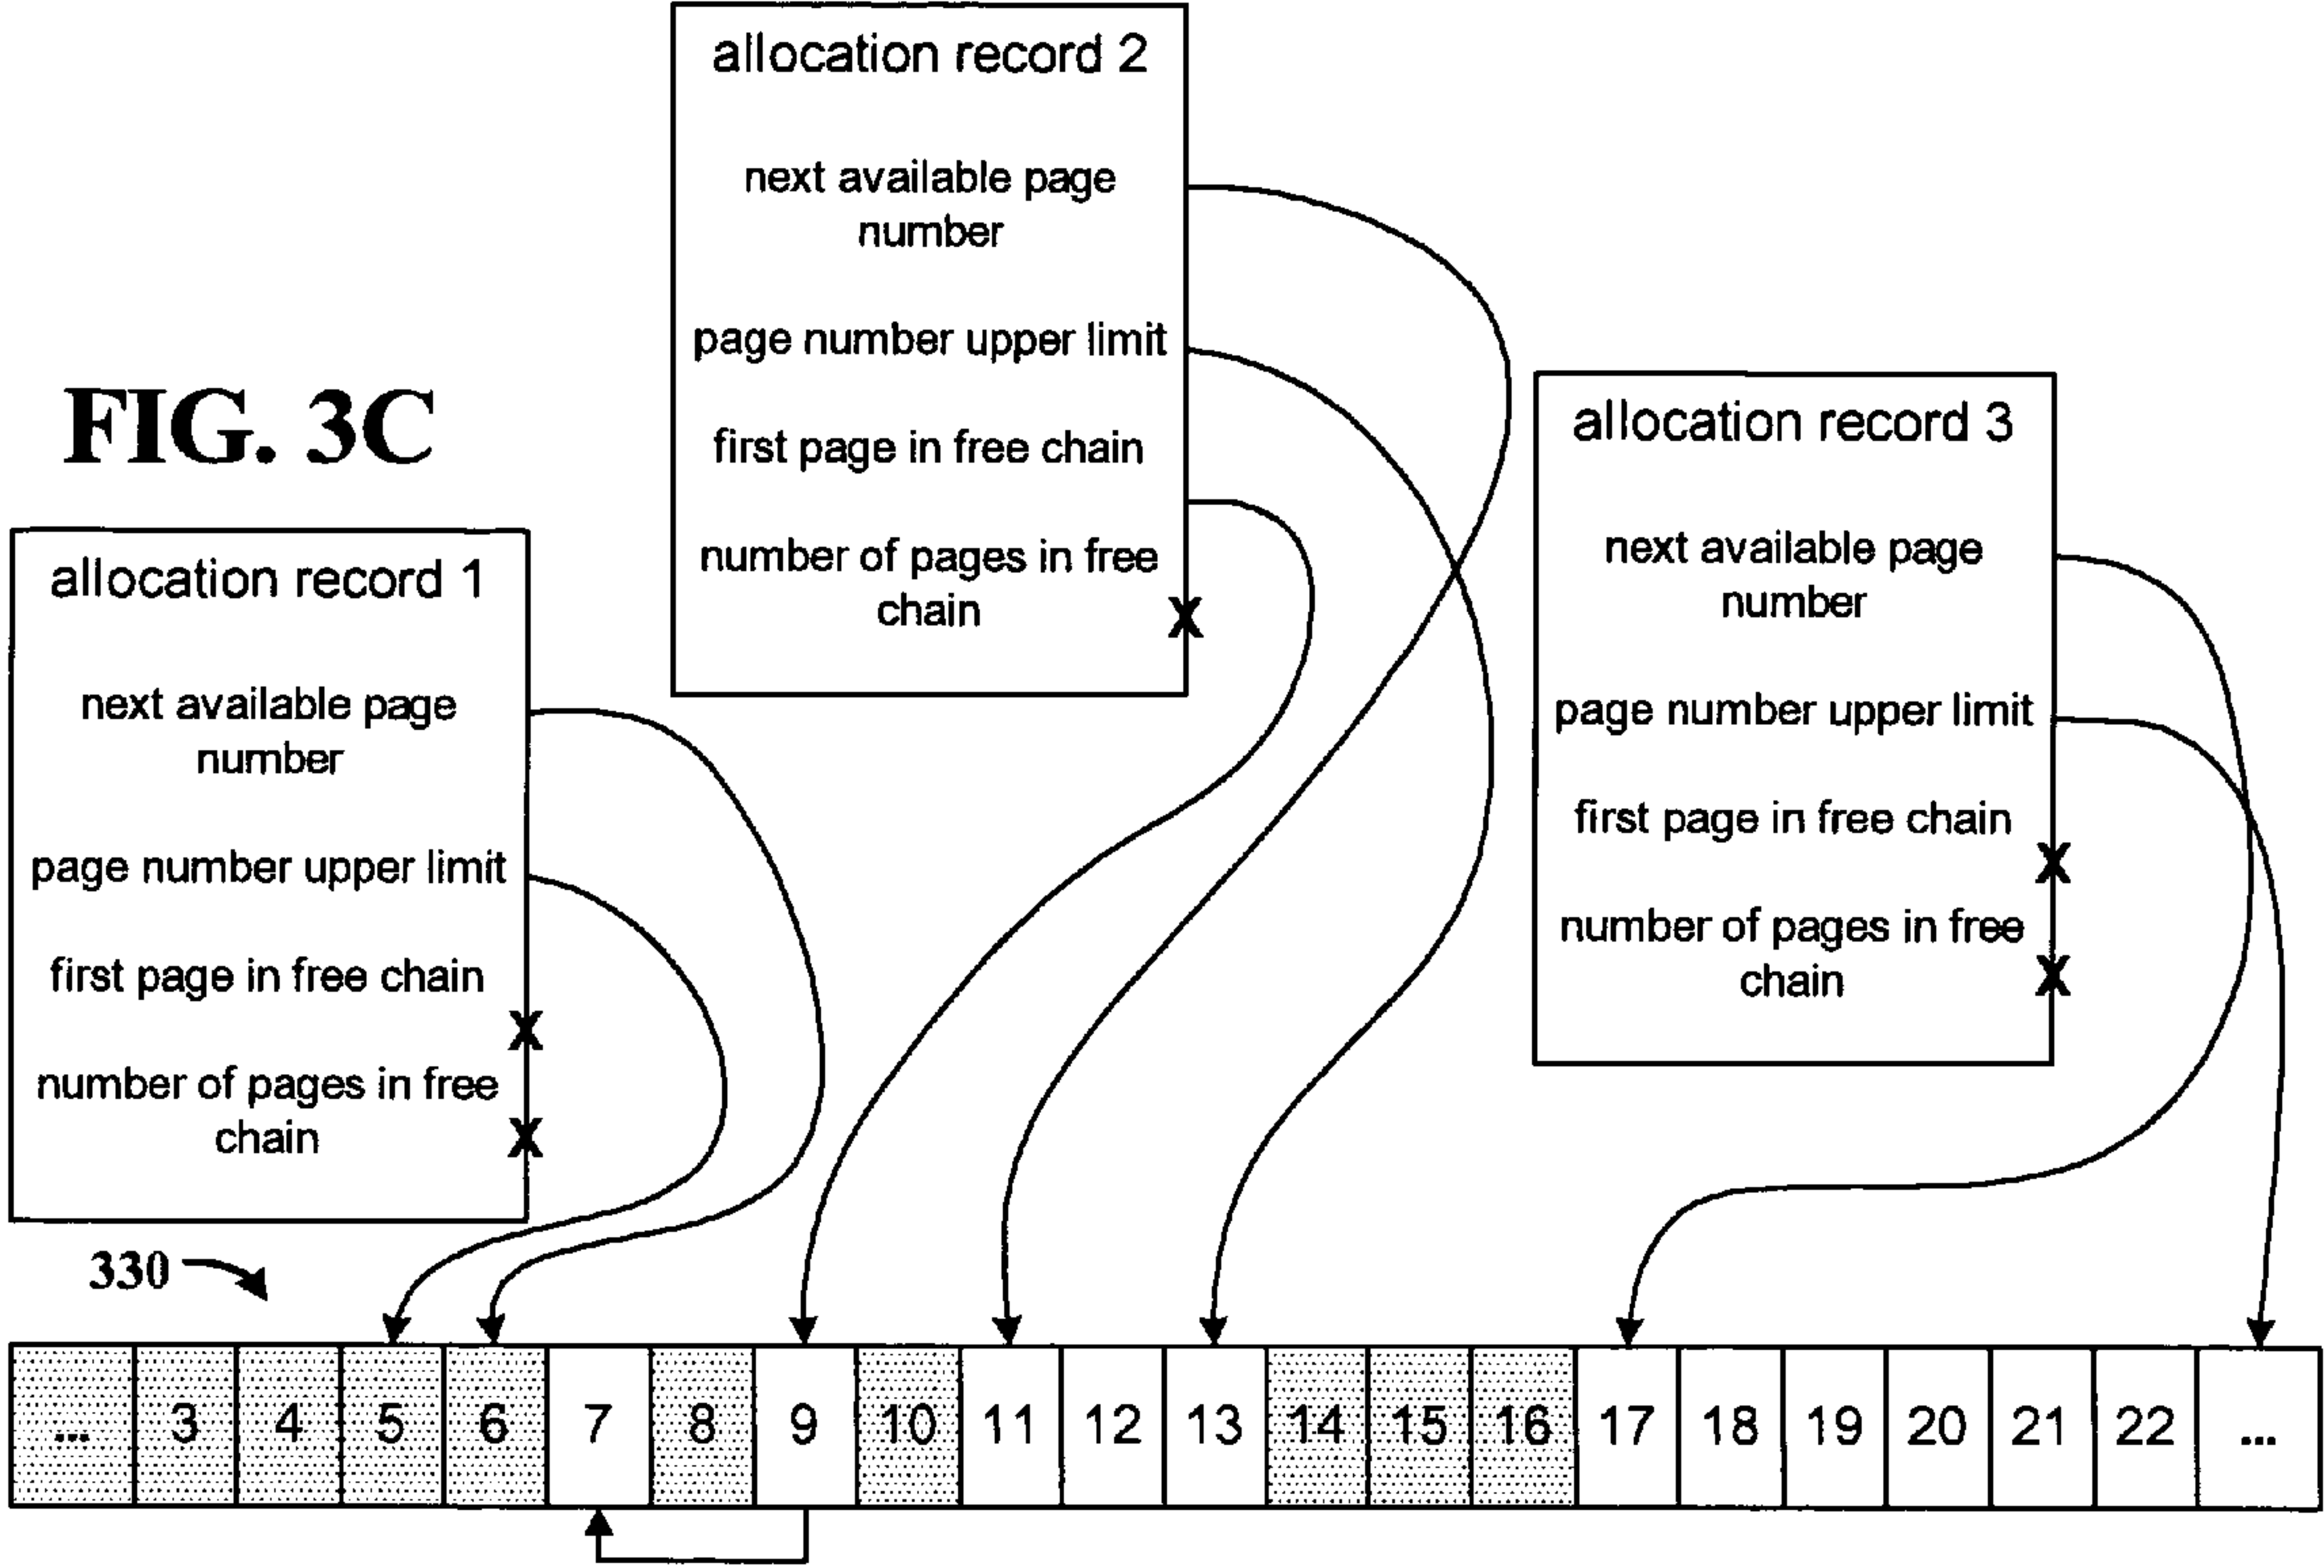 allocation record 2
next available page
number
page number upper limit
first page in free chain
number of pages in free
chain
X
FIG. 3C
allocation record 1
next available page
number
page number upper limit
first page in free chain
X
number of pages in free
chain
X
allocation record 3
next available page
number
page number upper limit
first page in free chain
X
number of pages in free
chain
X
330
... 3 4 5 6 7 8 9 10 11 12 13 14 15 16 17 18 19 20 21 22 ...